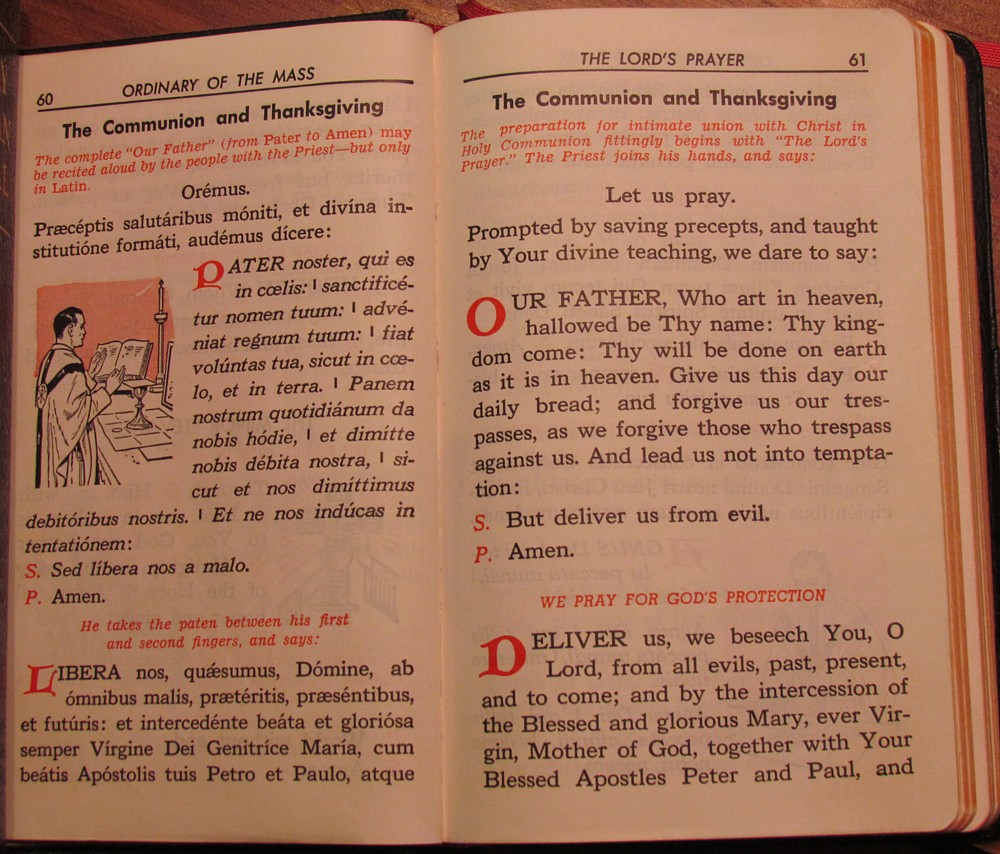 60 ORDINARY OF THE MASS
The Communion and Thanksgiving
The complete "Our Father" (from Pater to Amen) may
be recited aloud by the people with the Priest—but only
in Latin.
Orémus.
Præcéptis salutáribus móniti, et divína in-
stitutióne formáti, audémus dícere:
PATER noster, qui es
in cœlis: ꞁ sanctificé-
tur nomen tuum: ꞁ advé-
niat regnum tuum: ꞁ fiat
volúntas tua, sicut in cœ-
lo, et in terra. ꞁ Panem
nostrum quotidiánum da
nobis hódie, ꞁ et dimítte
nobis débita nostra, ꞁ si-
cut et nos dimíttimus
debitóribus nostris. ꞁ Et ne nos indúcas in
tentatiónem:
S. Sed líbera nos a malo.
P. Amen.
He takes the paten between his first
and second fingers, and says:
LIBERA nos, quǽsumus, Dómine, ab
ómnibus malis, prætéritis, præséntibus,
et futúris: et intercedénte beáta et gloriósa
semper Vírgine Dei Genitríce María, cum
beátis Apóstolis tuis Petro et Paulo, atque
THE LORD'S PRAYER 61
The Communion and Thanksgiving
The preparation for intimate union with Christ in
Holy Communion fittingly begins with "The Lord's
Prayer." The Priest joins his hands, and says:
Let us pray.
Prompted by saving precepts, and taught
by Your divine teaching, we dare to say:
OUR FATHER, Who art in heaven,
hallowed be Thy name: Thy king-
dom come: Thy will be done on earth
as it is in heaven. Give us this day our
daily bread; and forgive us our tres-
passes, as we forgive those who trespass
against us. And lead us not into tempta-
tion:
S. But deliver us from evil.
P. Amen.
WE PRAY FOR GOD'S PROTECTION
DELIVER us, we beseech You, O
Lord, from all evils, past, present,
and to come; and by the intercession of
the Blessed and glorious Mary, ever Vir-
gin, Mother of God, together with Your
Blessed Apostles Peter and Paul, and